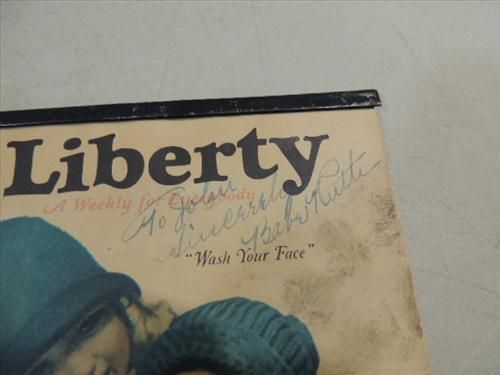 Liberty
A Weekly for Everybody
To John
Sincerely
Babe Ruth
"Wash Your Face"